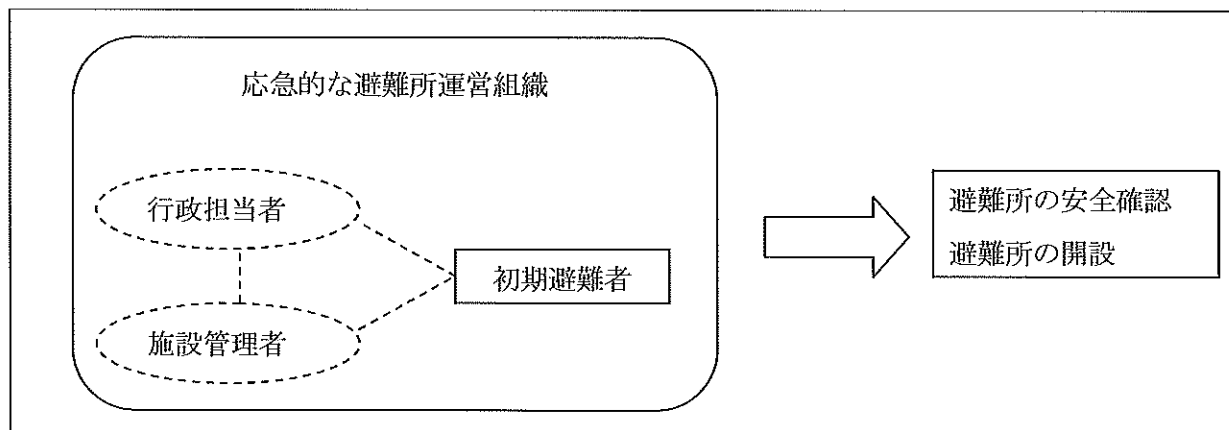 応急的な避難所運営組織
行政担当者
初期避難者
施設管理者
避難所の安全確認
避難所の開設